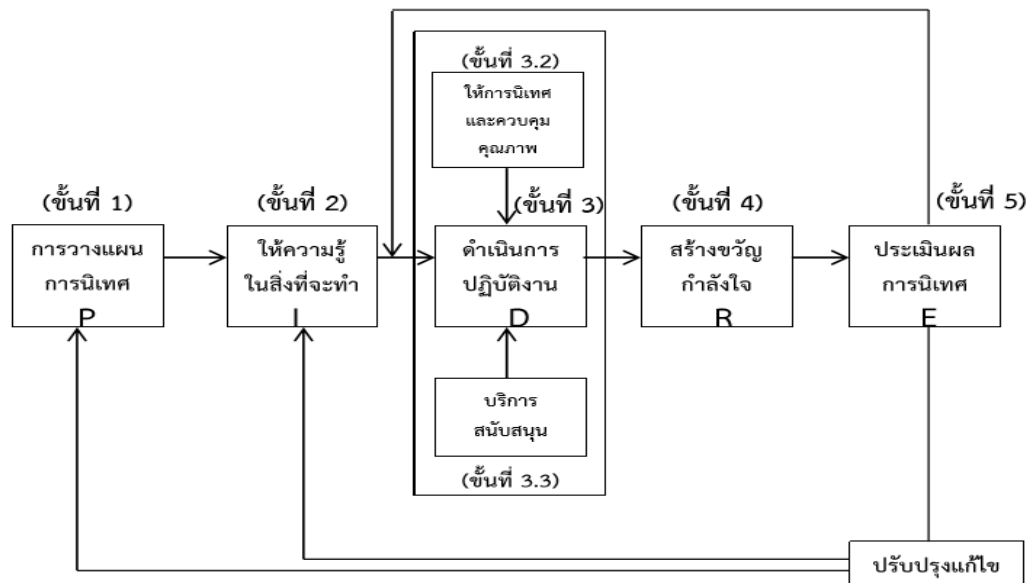 (ขั้นที่ 3.2)
ให้การนิเทศ
และควบคุม
คุณภาพ
(ขั้นที่ 1)
(ขั้นที่ 2)
(ขั้นที่ 3)
(ขั้นที่ 4)
(ขั้นที่ 5)
การวางแผน
การนิเทศ
P
ให้ความรู้
ในสิ่งที่จะทำ
I
ดำเนินการ
ปฏิบัติงาน
D
สร้างขวัญ
กำลังใจ
R
ประเมินผล
การนิเทศ
E
บริการ
สนับสนุน
(ขั้นที่ 3.3)
ปรับปรุงแก้ไข